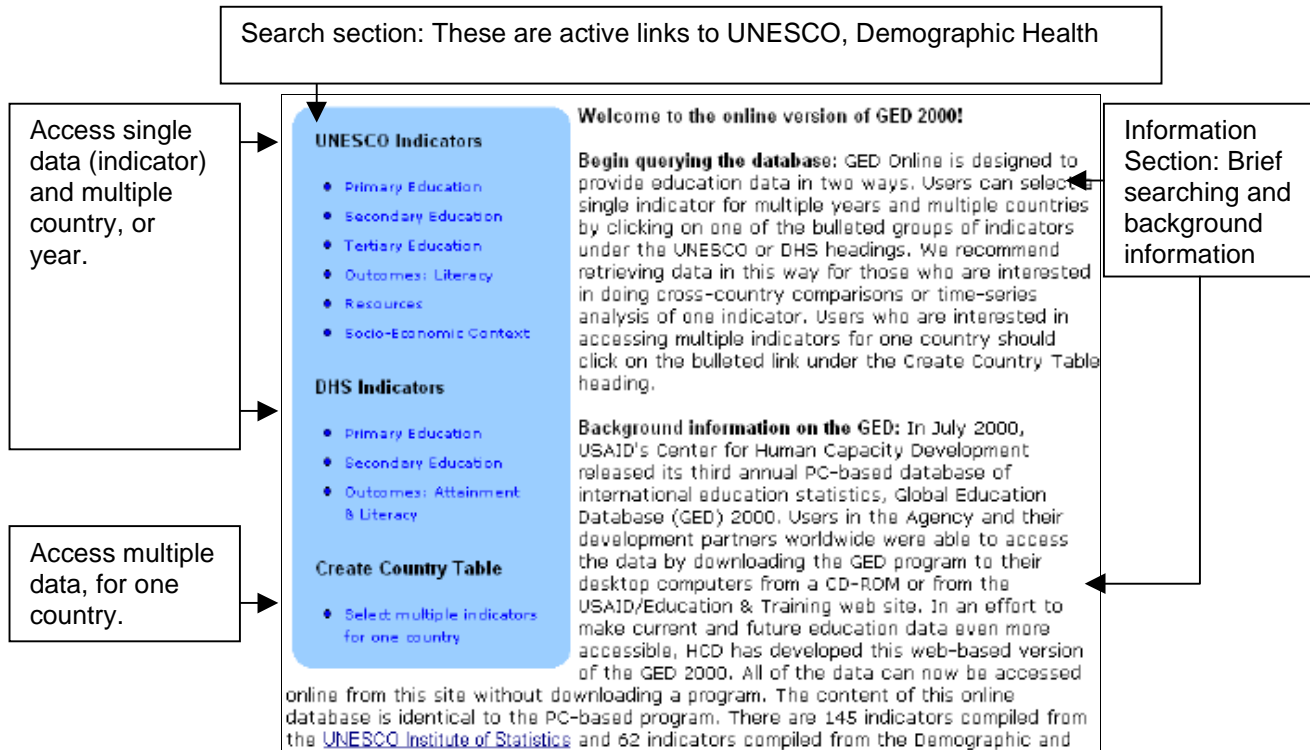 Search section: These are active links to UNESCO, Demographic Health
Access single
data (indicator)
and multiple
country, or
year.
Access multiple
data, for one
country.
UNESCO Indicators
Primary Education
Secondary Education
Tertiary Education
Outcomes: Literacy
Resources
Socio-Economic Context
DHS Indicators
Primary Education
Secondary Education
Outcomes: Attainment
& Literacy
Create Country Table
Select multiple indicators
for one country
Welcome to the online version of GED 2000!
Begin querying the database: GED Online is designed to
provide education data in two ways. Users can select a
single indicator for multiple years and multiple countries
by clicking on one of the bulleted groups of indicators
under the UNESCO or DHS headings. We recommend
retrieving data in this way for those who are interested
in doing cross-country comparisons or time-series
analysis of one indicator. Users who are interested in
accessing multiple indicators for one country should
click on the bulleted link under the Create Country Table
heading.
Background information on the GED: In July 2000,
USAID's Center for Human Capacity Development
released its third annual PC-based database of
international education statistics, Global Education
Database (GED) 2000. Users in the Agency and their
development partners worldwide were able to access
the data by downloading the GED program to their
desktop computers from a CD-ROM or from the
USAID/Education & Training web site. In an effort to
make current and future education data even more
accessible, HCD has developed this web-based version
of the GED 2000. All of the data can now be accessed
online from this site without downloading a program. The content of this online
database is identical to the PC-based program. There are 145 indicators compiled from
the UNESCO Institute of Statistics and 62 indicators compiled from the Demographic and
Information
Section: Brief
searching and
background
information